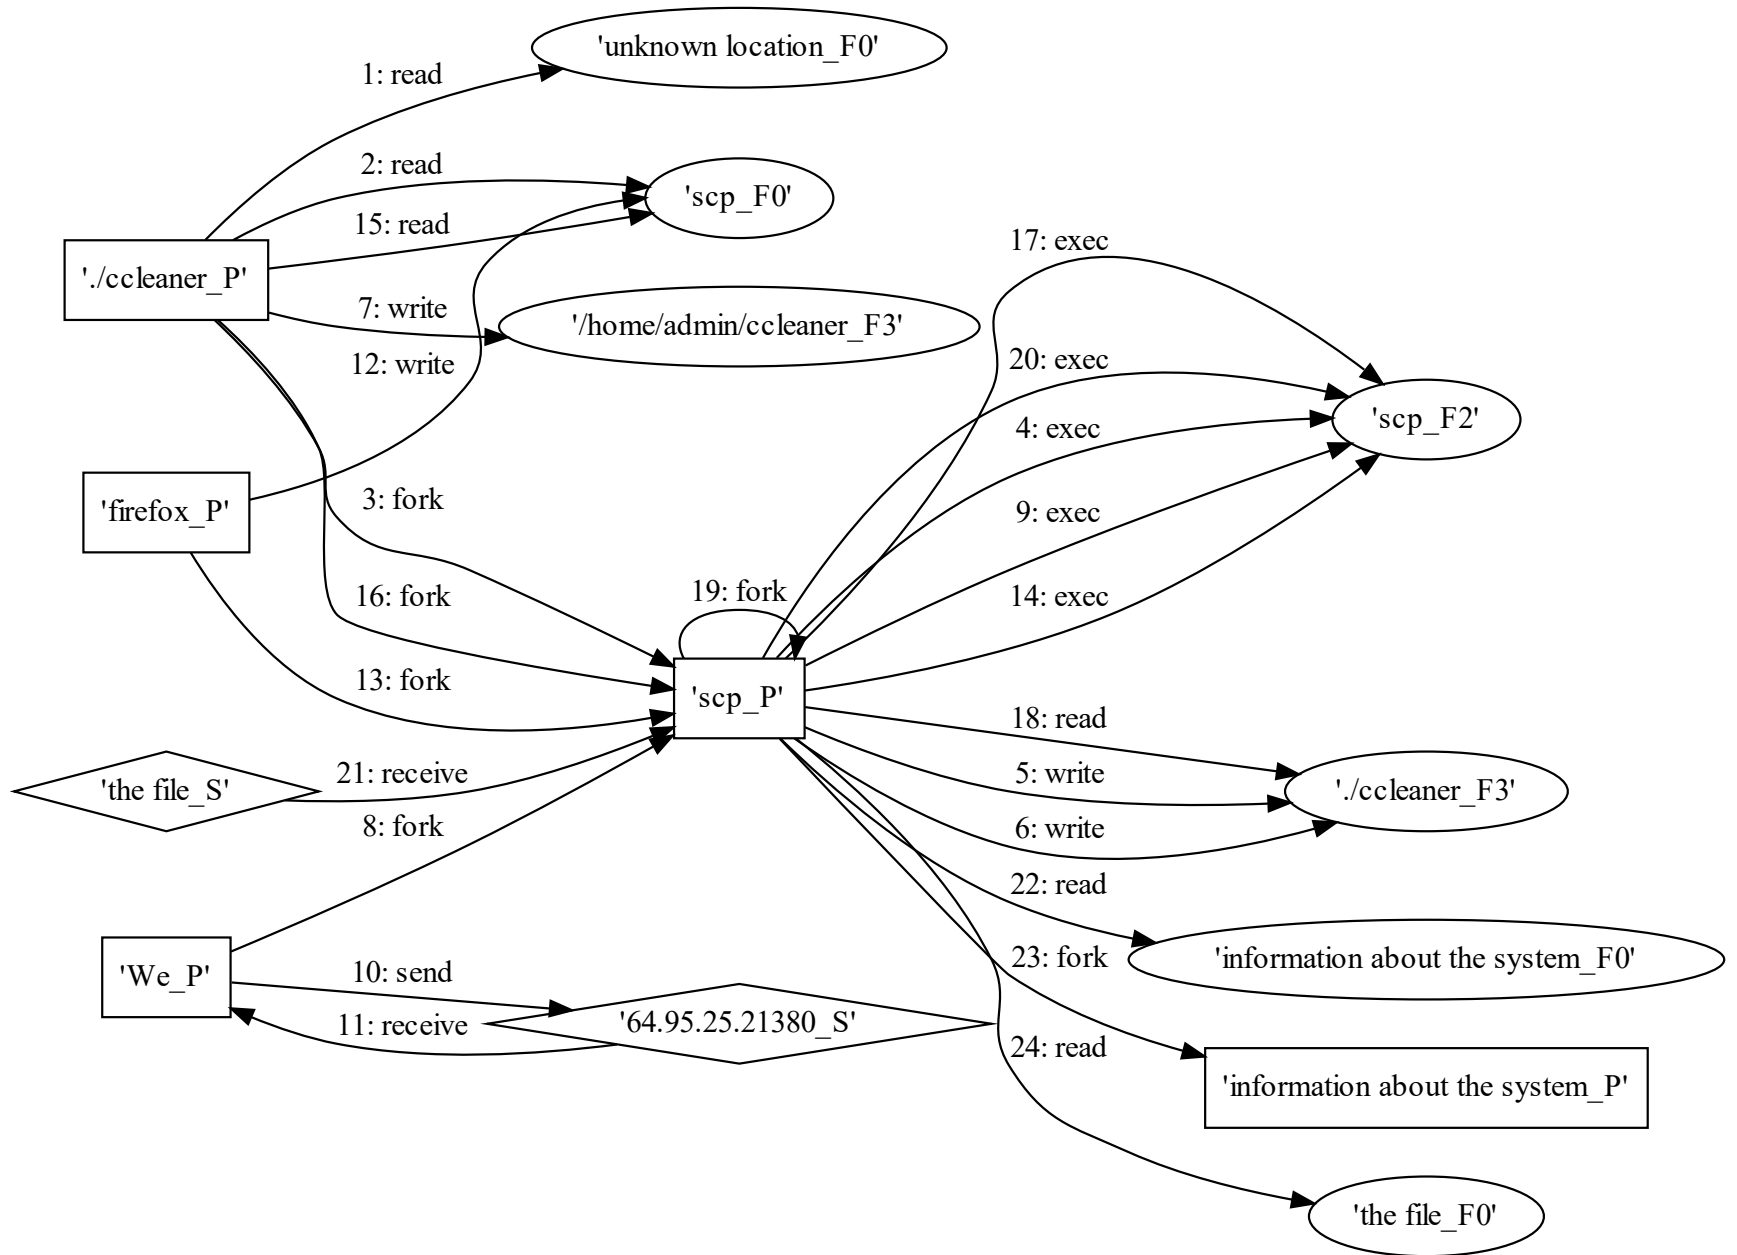 'unknown location_F0'
1: read
2: read
'scp_F0'
15: read
17: exec
'./ccleaner_P'
7: write
'/home/admin/ccleaner_F3'
12: write
20: exec
'scp_F2'
4: exec
3: fork
'firefox_P'
9: exec
16: fork
19: fork
14: exec
13: fork
'scp_P'
18: read
'the file_S'
21: receive
5: write
'./ccleaner_F3'
8: fork
6: write
22: read
'We_P'
10: send
23: fork
'information about the system_F0'
11: receive
'64.95.25.21380_S'
24: read
'information about the system_P'
'the file_F0'